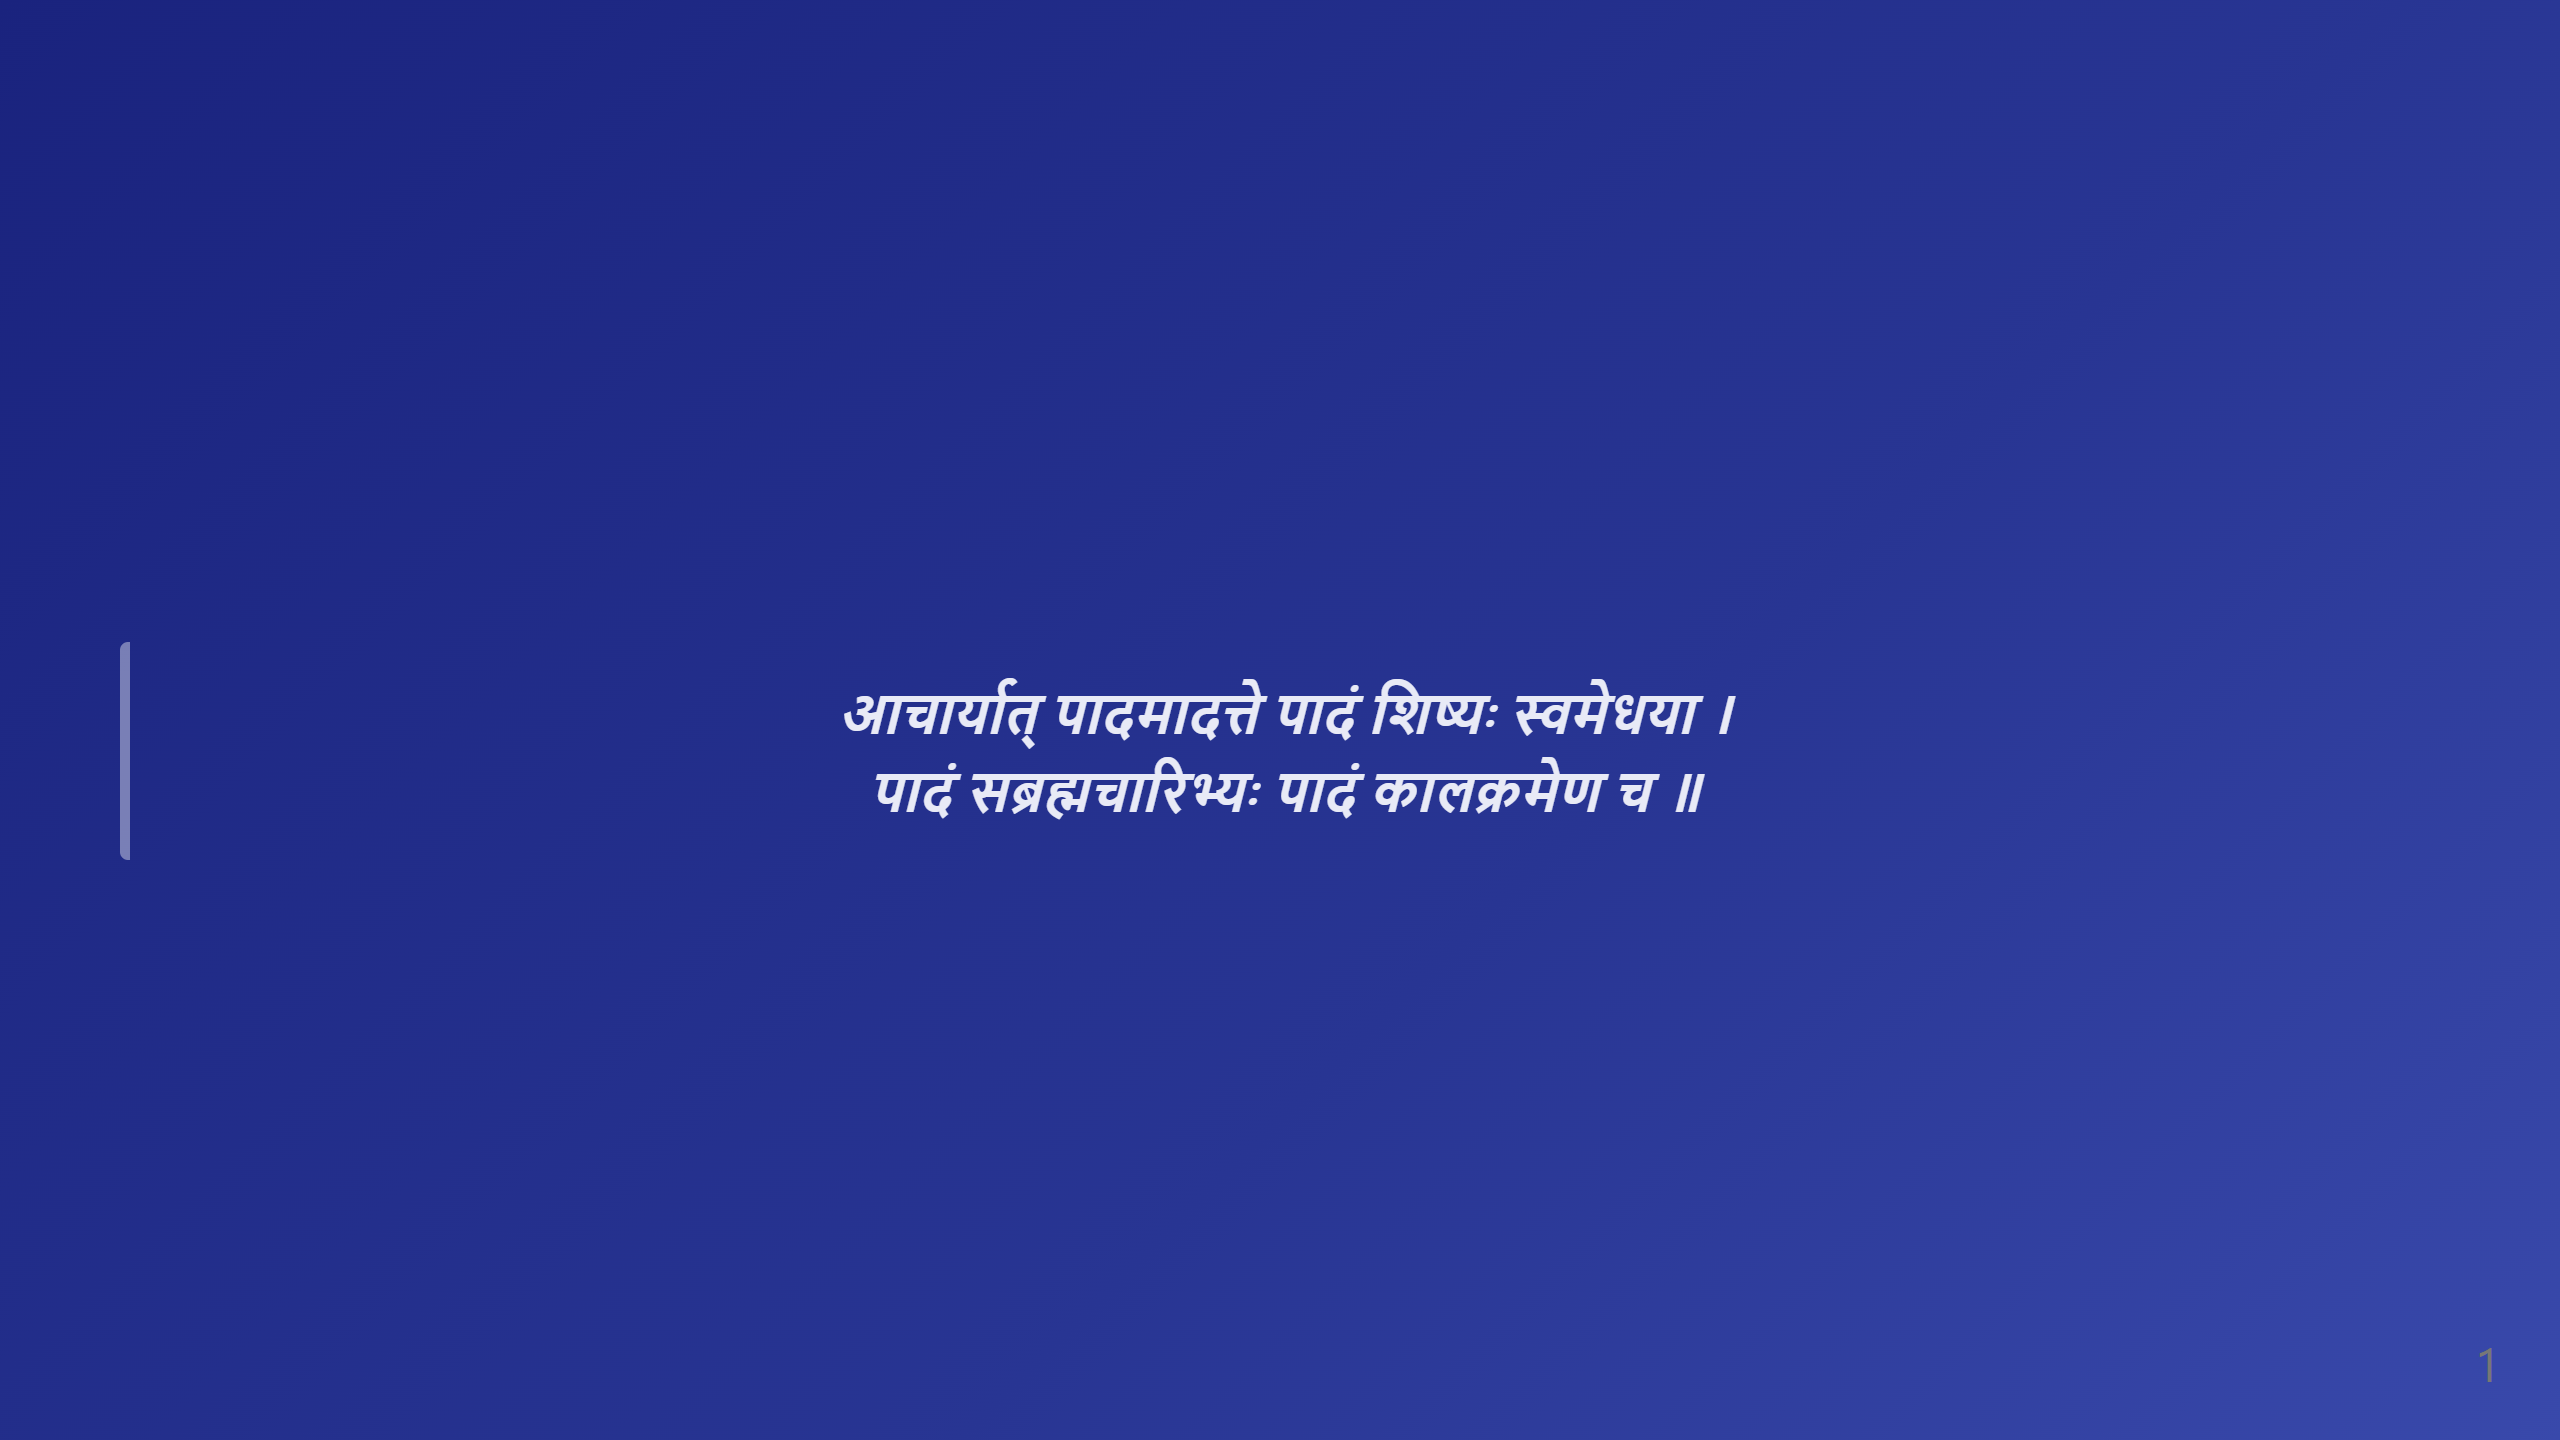 आचार्यात् पादमादत्ते पादं शिष्यः स्वमेधया ।
पादं सब्रह्मचारिभ्यः पादं कालक्रमेण च ॥
1